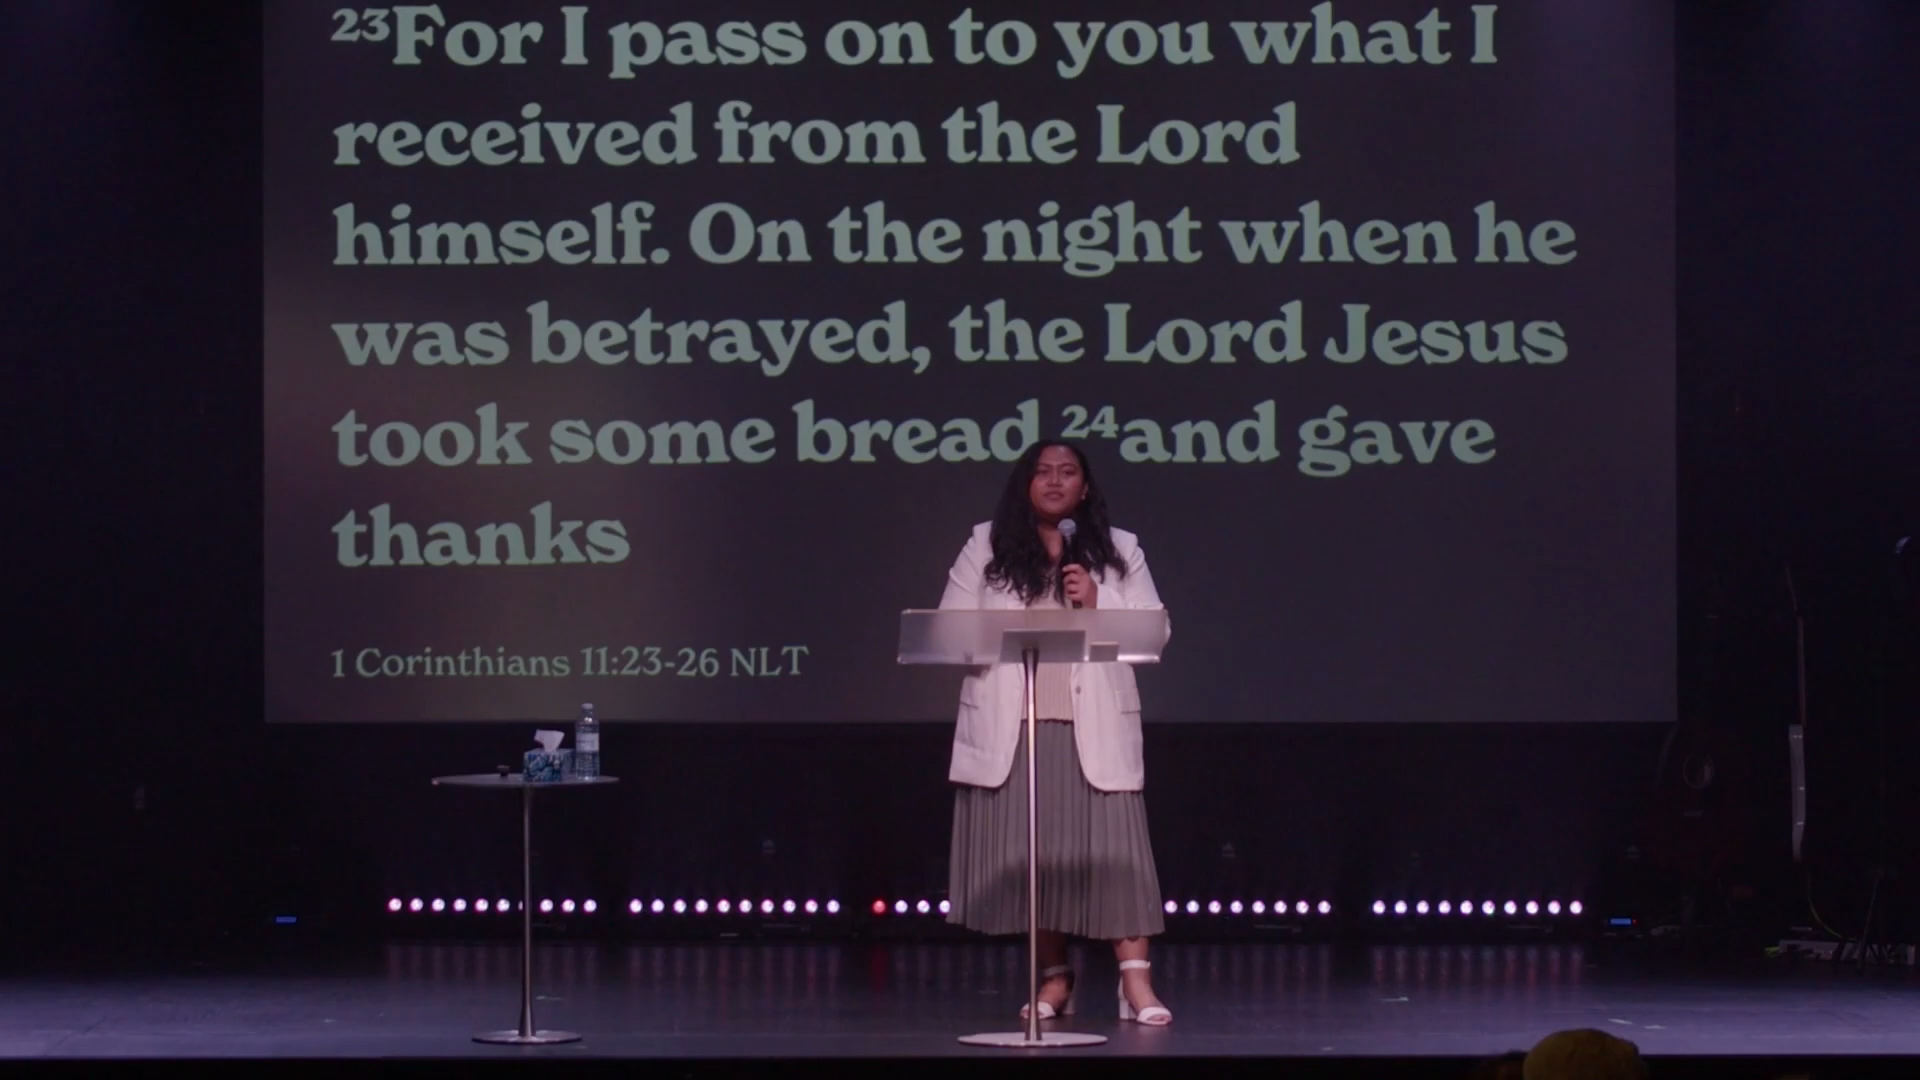 ²³For I pass on to you what I
received from the Lord
himself. On the night when he
was betrayed, the Lord Jesus
took some bread ²⁴and gave
thanks
1 Corinthians 11:23-26 NLT